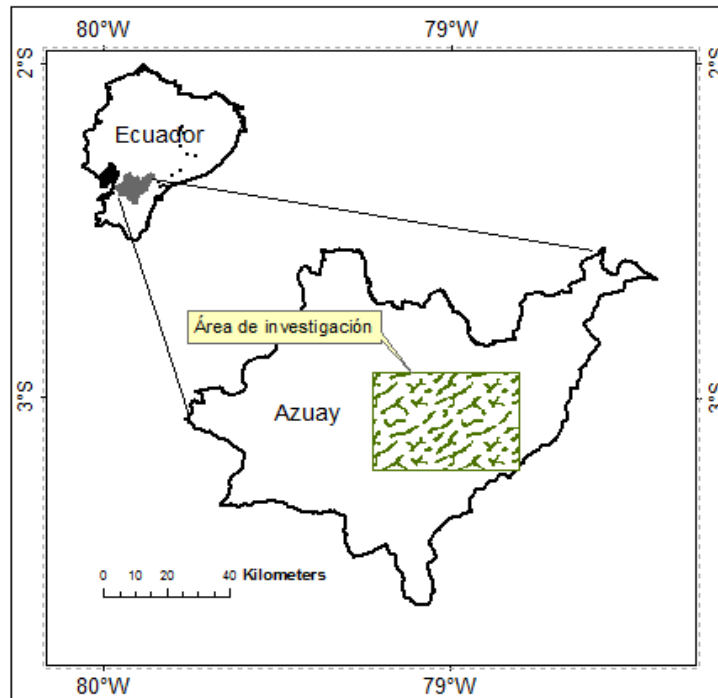 80°W 79°W
2°S 2°S
Ecuador
Área de investigación
3°S 3°S
Azuay
0 10 20 40 Kilometers
80°W 79°W